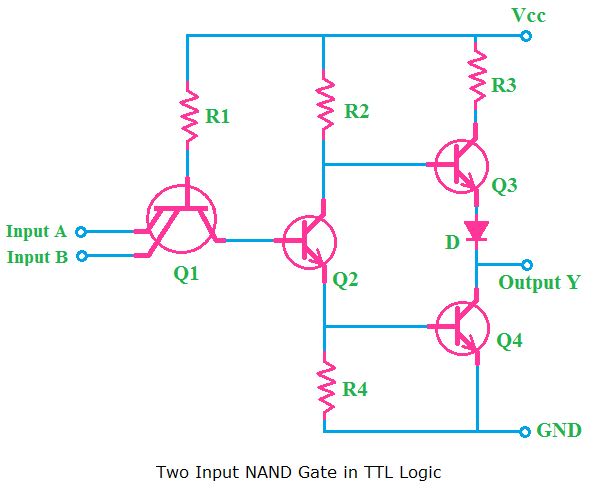 Vcc
R3
R1
R2
Q3
Input A
Input B
Q1
Q2
D
Output Y
Q4
R4
GND
Two Input NAND Gate in TTL Logic